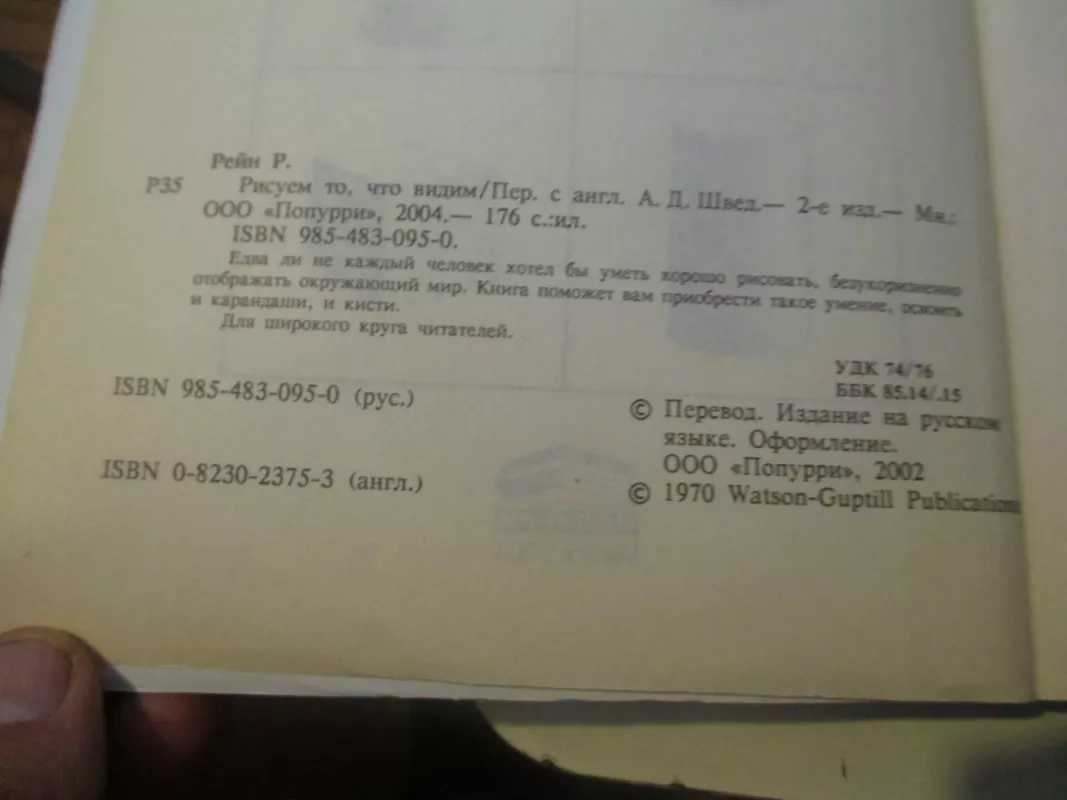 Рейн Р.
Р35 Рисуем то, что видим/Пер. с англ. А. Д. Швед.— 2-е изд.— Мн.:
ООО «Попурри», 2004.— 176 с.:ил.
ISBN 985-483-095-0.
Едва ли не каждый человек хотел бы уметь хорошо рисовать, безукоризненно
отображать окружающий мир. Книга поможет вам приобрести такое умение, освоить
и карандаши, и кисти.
Для широкого круга читателей.
УДК 74/76
ББК 85.14/.15
ISBN 985-483-095-0 (рус.)
© Перевод. Издание на русском
языке. Оформление.
ООО «Попурри», 2002
ISBN 0-8230-2375-3 (англ.)
© 1970 Watson-Guptill Publication